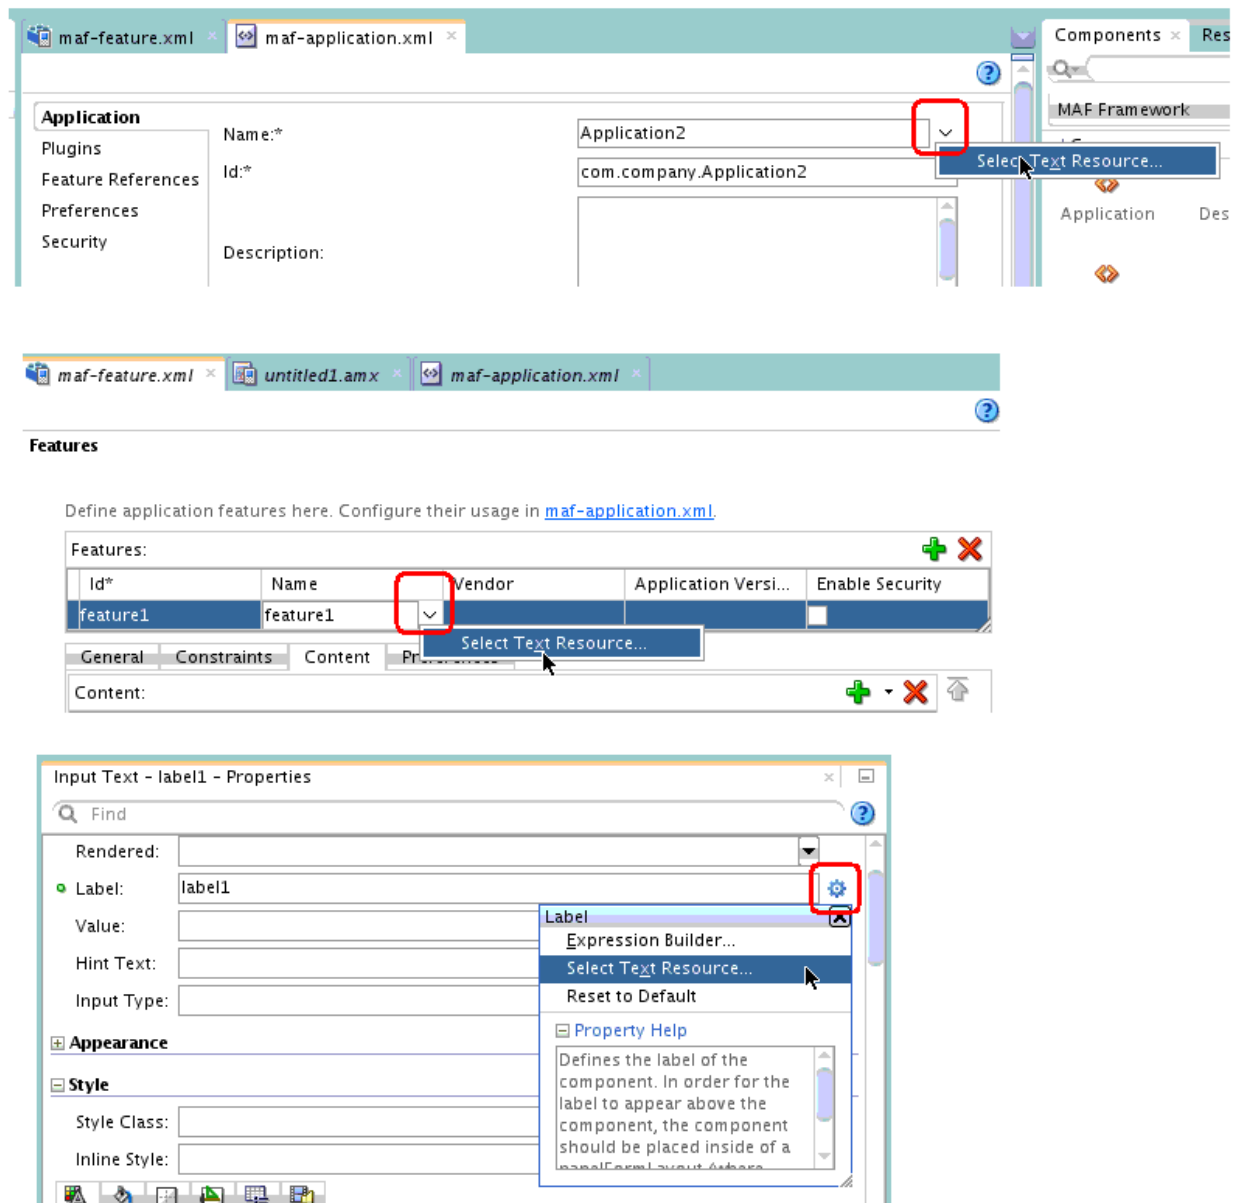 maf-feature.xml maf-application.xml Components Res
MAF Framework
Application
Plugins
Feature References
Preferences
Security
Name:* Application2
Select Text Resource...
Id:* com.company.Application2
Description:
Application Des
maf-feature.xml untitled1.amx maf-application.xml
Features
Define application features here. Configure their usage in maf-application.xml.
Features:
Id* Name Vendor Application Versi... Enable Security
feature1 feature1
Select Text Resource...
General Constraints Content
Content:
Input Text - label1 - Properties
Find
Rendered:
Label: label1
Value:
Hint Text:
Input Type:
Label
Expression Builder...
Select Text Resource...
Reset to Default
Property Help
Defines the label of the
component. In order for the
label to appear above the
component, the component
should be placed inside of a
Appearance
Style
Style Class:
Inline Style: